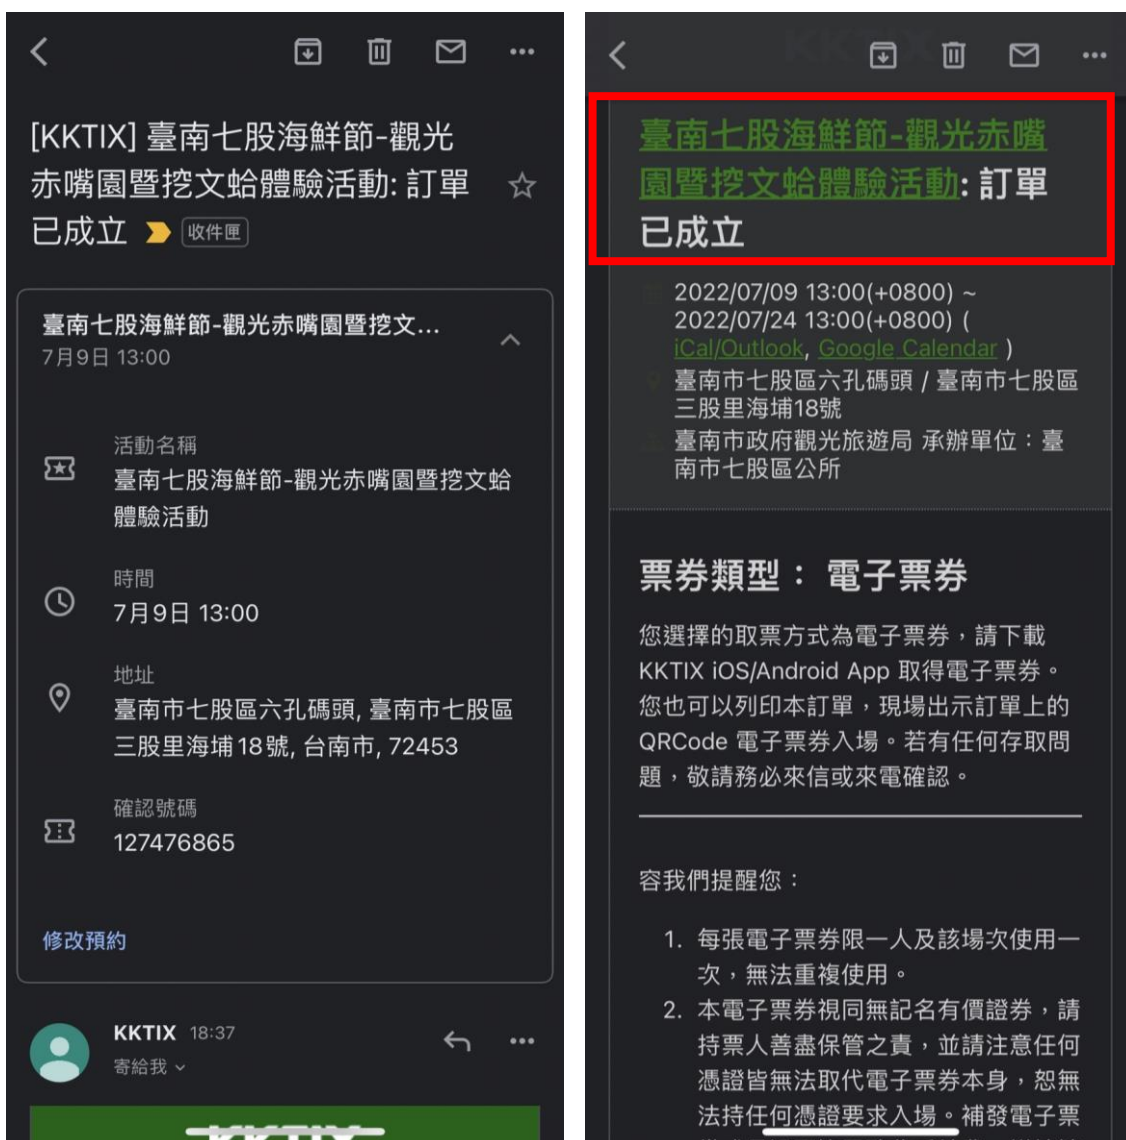 [KKTIX] 臺南七股海鮮節-觀光
赤嘴園暨挖文蛤體驗活動: 訂單
已成立
收件匣
臺南七股海鮮節-觀光赤嘴園暨挖文...
7月9日 13:00
活動名稱
臺南七股海鮮節-觀光赤嘴園暨挖文蛤
體驗活動
時間
7月9日 13:00
地址
臺南市七股區六孔碼頭, 臺南市七股區
三股里海埔18號, 台南市, 72453
確認號碼
127476865
修改預約
KKTIX 18:37
寄給我
KKTIX
KKTIX
臺南七股海鮮節-觀光赤嘴
園暨挖文蛤體驗活動: 訂單
已成立
2022/07/09 13:00(+0800) ~
2022/07/24 13:00(+0800) (
iCal/Outlook, Google Calendar )
臺南市七股區六孔碼頭 / 臺南市七股區
三股里海埔18號
臺南市政府觀光旅遊局 承辦單位：臺
南市七股區公所
票券類型： 電子票券
您選擇的取票方式為電子票券，請下載
KKTIX iOS/Android App 取得電子票券。
您也可以列印本訂單，現場出示訂單上的
QRCode 電子票券入場。若有任何存取問
題，敬請務必來信或來電確認。
容我們提醒您：
1. 每張電子票券限一人及該場次使用一
次，無法重複使用。
2. 本電子票券視同無記名有價證券，請
持票人善盡保管之責，並請注意任何
憑證皆無法取代電子票券本身，恕無
法持任何憑證要求入場。補發電子票